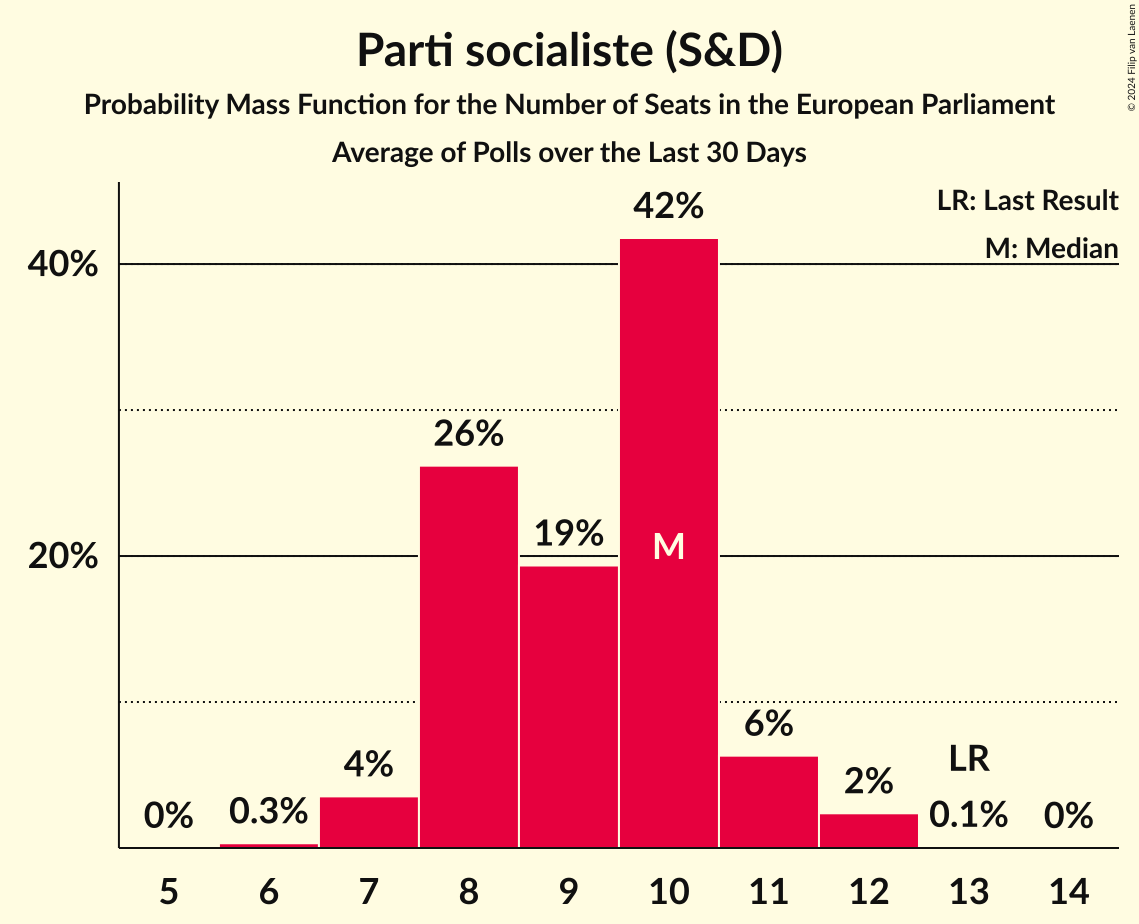 Parti socialiste (S&D)
Probability Mass Function for the Number of Seats in the European Parliament
Average of Polls over the Last 30 Days
© 2024 Filip van Laenen
LR: Last Result
M: Median
40%
20%
0%
0.3%
4%
26%
19%
42%
M
6%
2%
LR
0.1%
0%
5 6 7 8 9 10 11 12 13 14